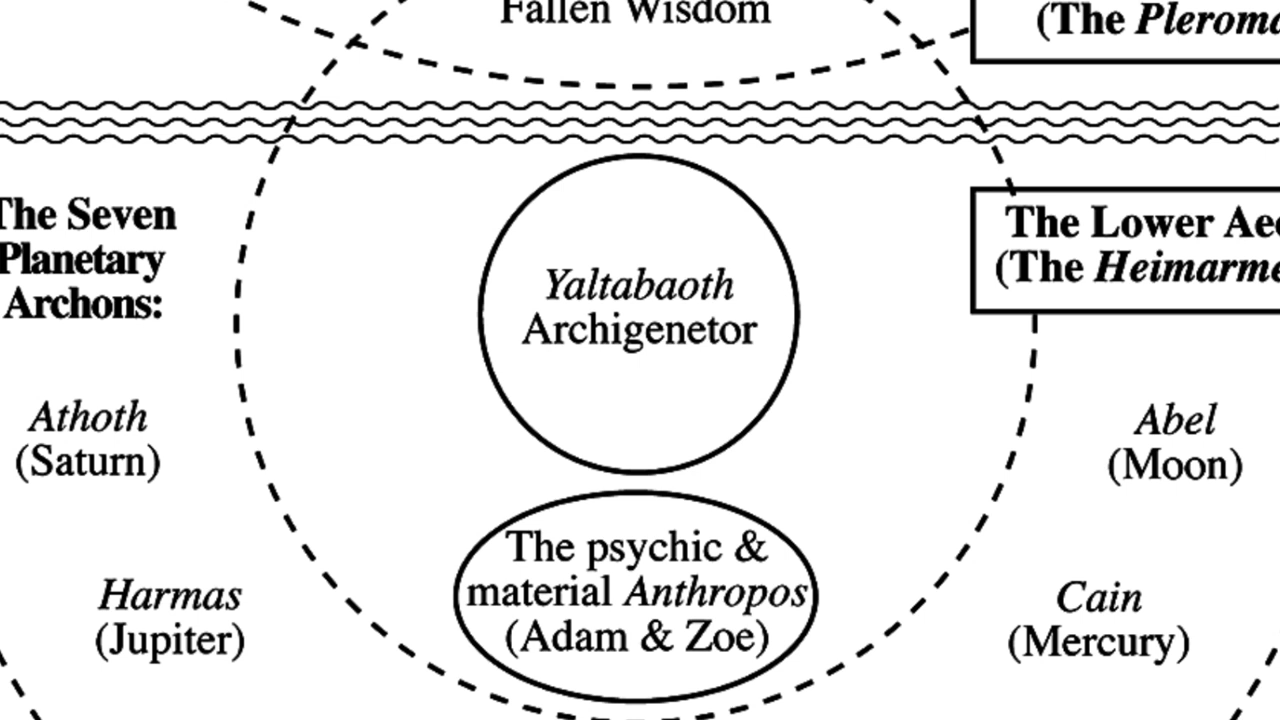 Fallen Wisdom
(The Pleroma
The Seven
Planetary
Archons:
The Lower Aeo
(The Heimarme
Yaltabaoth
Archigenetor
Athoth
(Saturn)
Abel
(Moon)
The psychic &
material Anthropos
(Adam & Zoe)
Harmas
(Jupiter)
Cain
(Mercury)